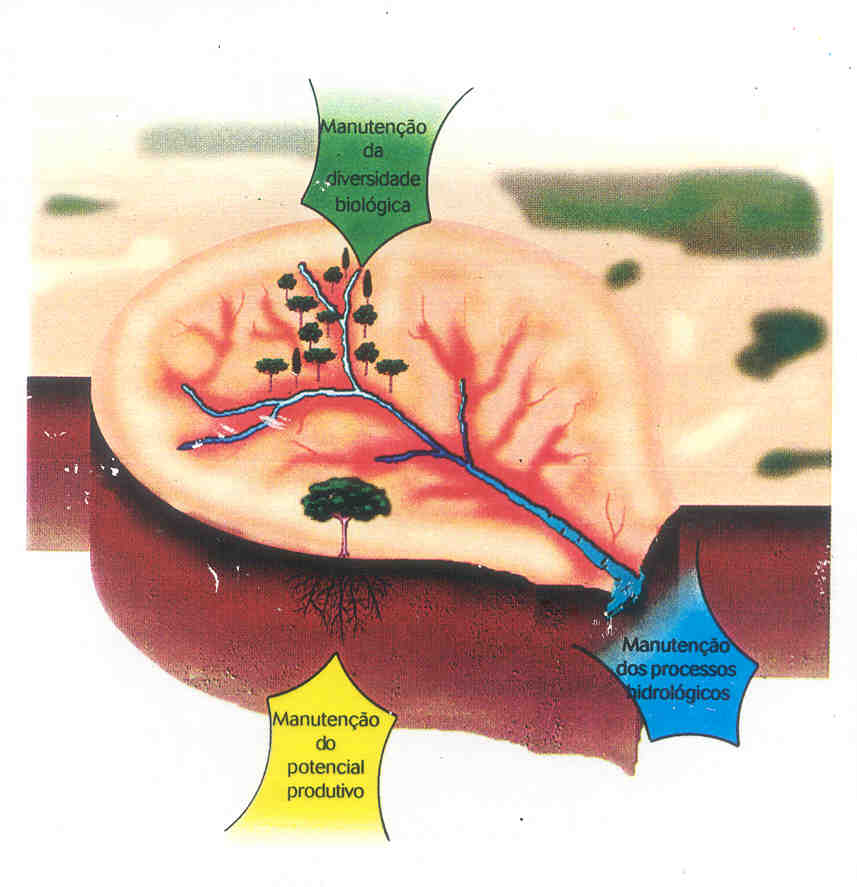 Manutenção
da
diversidade
biológica
Manutenção
dos processos
hidrológicos
Manutenção
do
potencial
produtivo